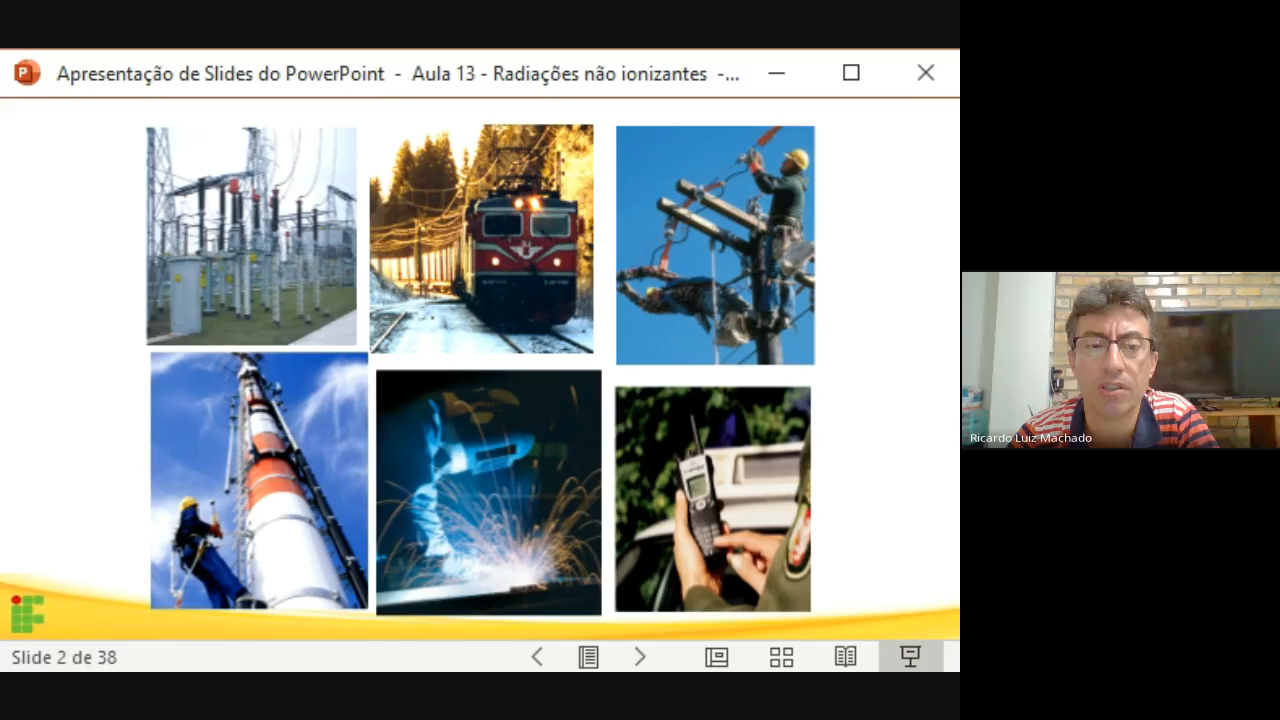 Apresentação de Slides do PowerPoint - Aula 13 - Radiações não ionizantes -...
Ricardo Luiz Machado
Slide 2 de 38